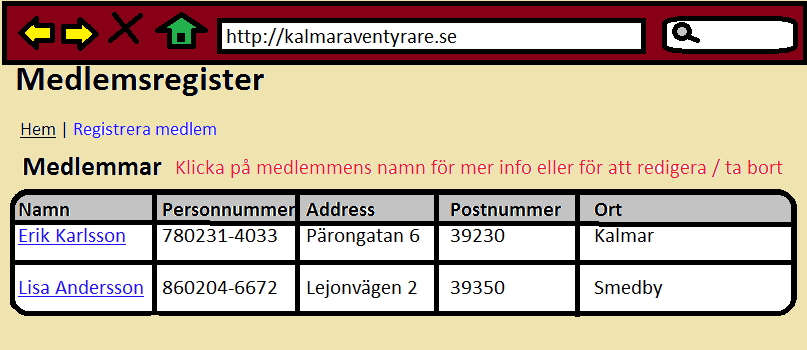 http://kalmaraventyrare.se
Medlemsregister
Hem | Registrera medlem
Medlemmar Klicka på medlemmens namn för mer info eller för att redigera / ta bort
Namn Personnummer Address Postnummer Ort
Erik Karlsson 780231-4033 Pärongatan 6 39230 Kalmar
Lisa Andersson 860204-6672 Lejonvägen 2 39350 Smedby